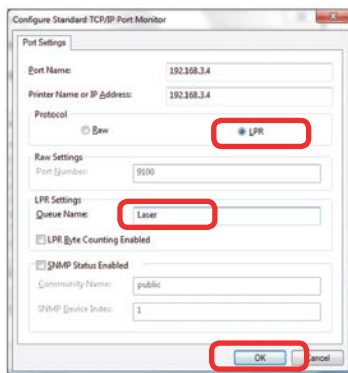 Configure Standard TCP/IP Port Monitor
Port Settings
Port Name: 192.168.3.4
Printer Name or IP Address: 192.168.3.4
Protocol
Raw LPR
Raw Settings
Port Number: 9100
LPR Settings
Queue Name: Laser
LPR Byte Counting Enabled
SNMP Status Enabled
Community Name: public
SNMP Device Index: 1
OK Cancel